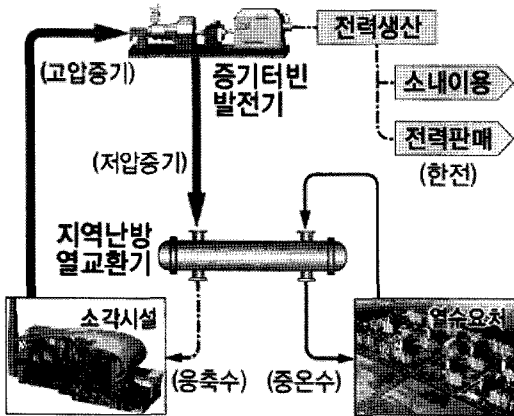 전력생산
(고압증기)
증기터빈
발전기
소내이용
전력판매
(한전)
(저압증기)
지역난방
열교환기
소각시설
열수요처
(응축수)
(중온수)